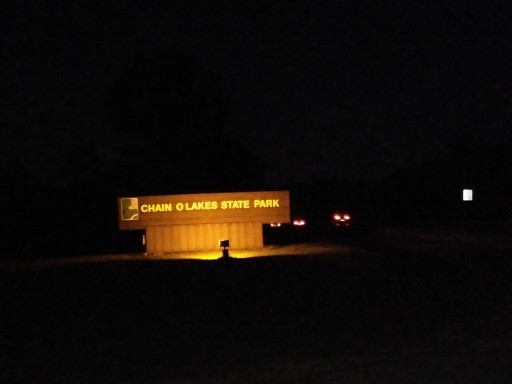 CHAIN O LAKES STATE PARK